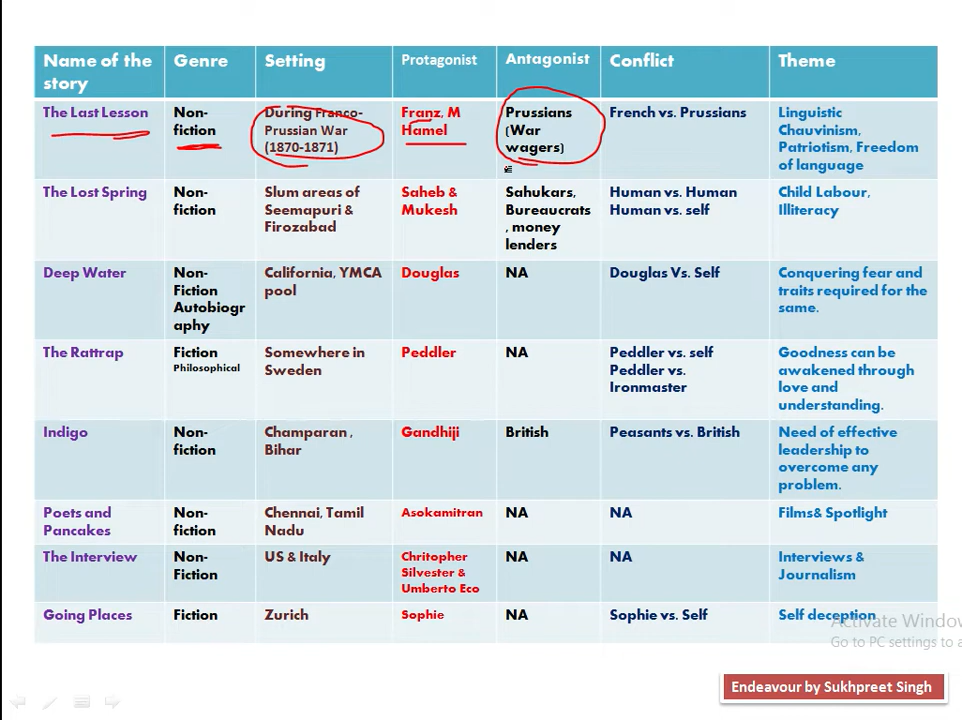 Name of the story Genre Setting Protagonist Antagonist Conflict Theme
The Last Lesson
Non-
fiction
During Franco-
Prussian War
(1870-1871)
Franz, M
Hamel
Prussians
(War
wagers)
French vs. Prussians
Linguistic
Chauvinism,
Patriotism, Freedom
of language
The Lost Spring
Non-
fiction
Slum areas of
Seemapuri &
Firozabad
Saheb &
Mukesh
Sahukars,
Bureaucrats
, money
lenders
Human vs. Human
Human vs. self
Child Labour,
Illiteracy
Deep Water
Non-
Fiction
Autobiogr
aphy
California, YMCA
pool
Douglas
NA
Douglas Vs. Self
Conquering fear and
traits required for the
same.
The Rattrap
Fiction
Philosophical
Somewhere in
Sweden
Peddler
NA
Peddler vs. self
Peddler vs.
Ironmaster
Goodness can be
awakened through
love and
understanding.
Indigo
Non-
fiction
Champaran ,
Bihar
Gandhiji
British
Peasants vs. British
Need of effective
leadership to
overcome any
problem.
Poets and
Pancakes
Non-
fiction
Chennai, Tamil
Nadu
Asokamitran
NA
NA
Films& Spotlight
The Interview
Non-
Fiction
US & Italy
Chritopher
Silvester &
Umberto Eco
NA
NA
Interviews &
Journalism
Going Places
Fiction
Zurich
Sophie
NA
Sophie vs. Self
Self deception
Activate Window
Go to PC settings to a
Endeavour by Sukhpreet Singh